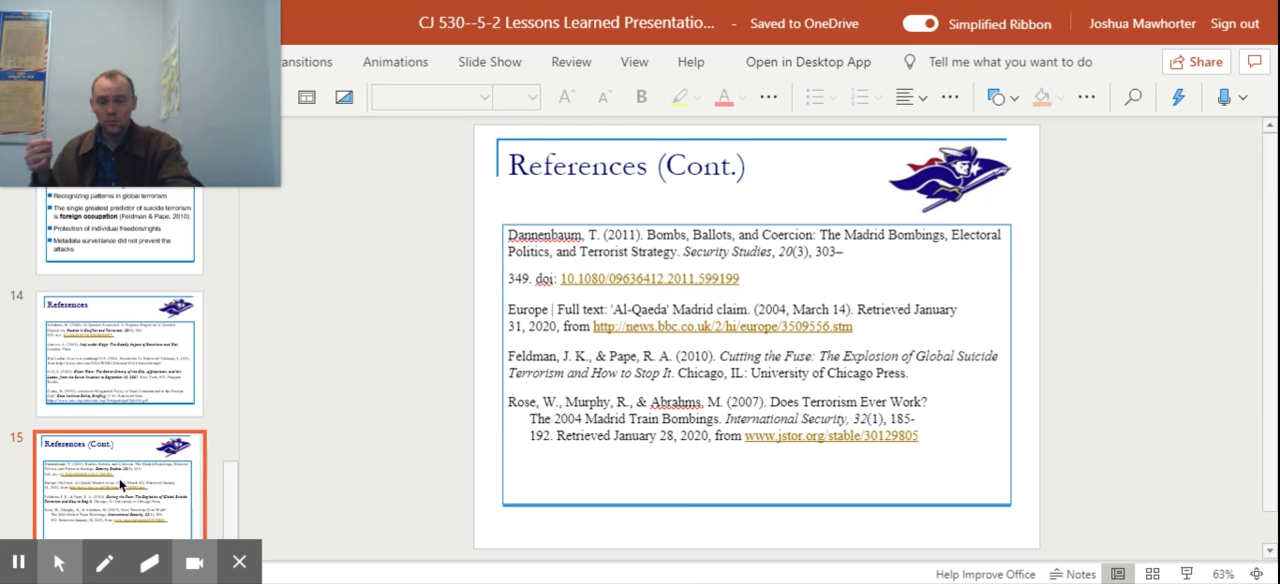 CJ 530--5-2 Lessons Learned Presentatio... - Saved to OneDrive
Simplified Ribbon
Joshua Mawhorter Sign out
ansitions Animations Slide Show Review View Help Open in Desktop App Tell me what you want to do
Share
References (Cont.)
Dannenbaum, T. (2011). Bombs, Ballots, and Coercion: The Madrid Bombings, Electoral
Politics, and Terrorist Strategy. Security Studies, 20(3), 303–
349. doi: 10.1080/09636412.2011.599199
Europe | Full text: 'Al-Qaeda' Madrid claim. (2004, March 14). Retrieved January
31, 2020, from http://news.bbc.co.uk/2/hi/europe/3509556.stm
Feldman, J. K., & Pape, R. A. (2010). Cutting the Fuse: The Explosion of Global Suicide
Terrorism and How to Stop It. Chicago, IL: University of Chicago Press.
Rose, W., Murphy, R., & Abrahms, M. (2007). Does Terrorism Ever Work?
The 2004 Madrid Train Bombings. International Security, 32(1), 185-
192. Retrieved January 28, 2020, from www.jstor.org/stable/30129805
Recognizing patterns in global terrorism
The single greatest predictor of suicide terrorism
is foreign occupation (Feidman & Pape, 2010).
Protection of individual freedom/rights
Metadata surveillance did not prevent the
attacks
14
References
15
References (Cont.)
Help Improve Office Notes 63%